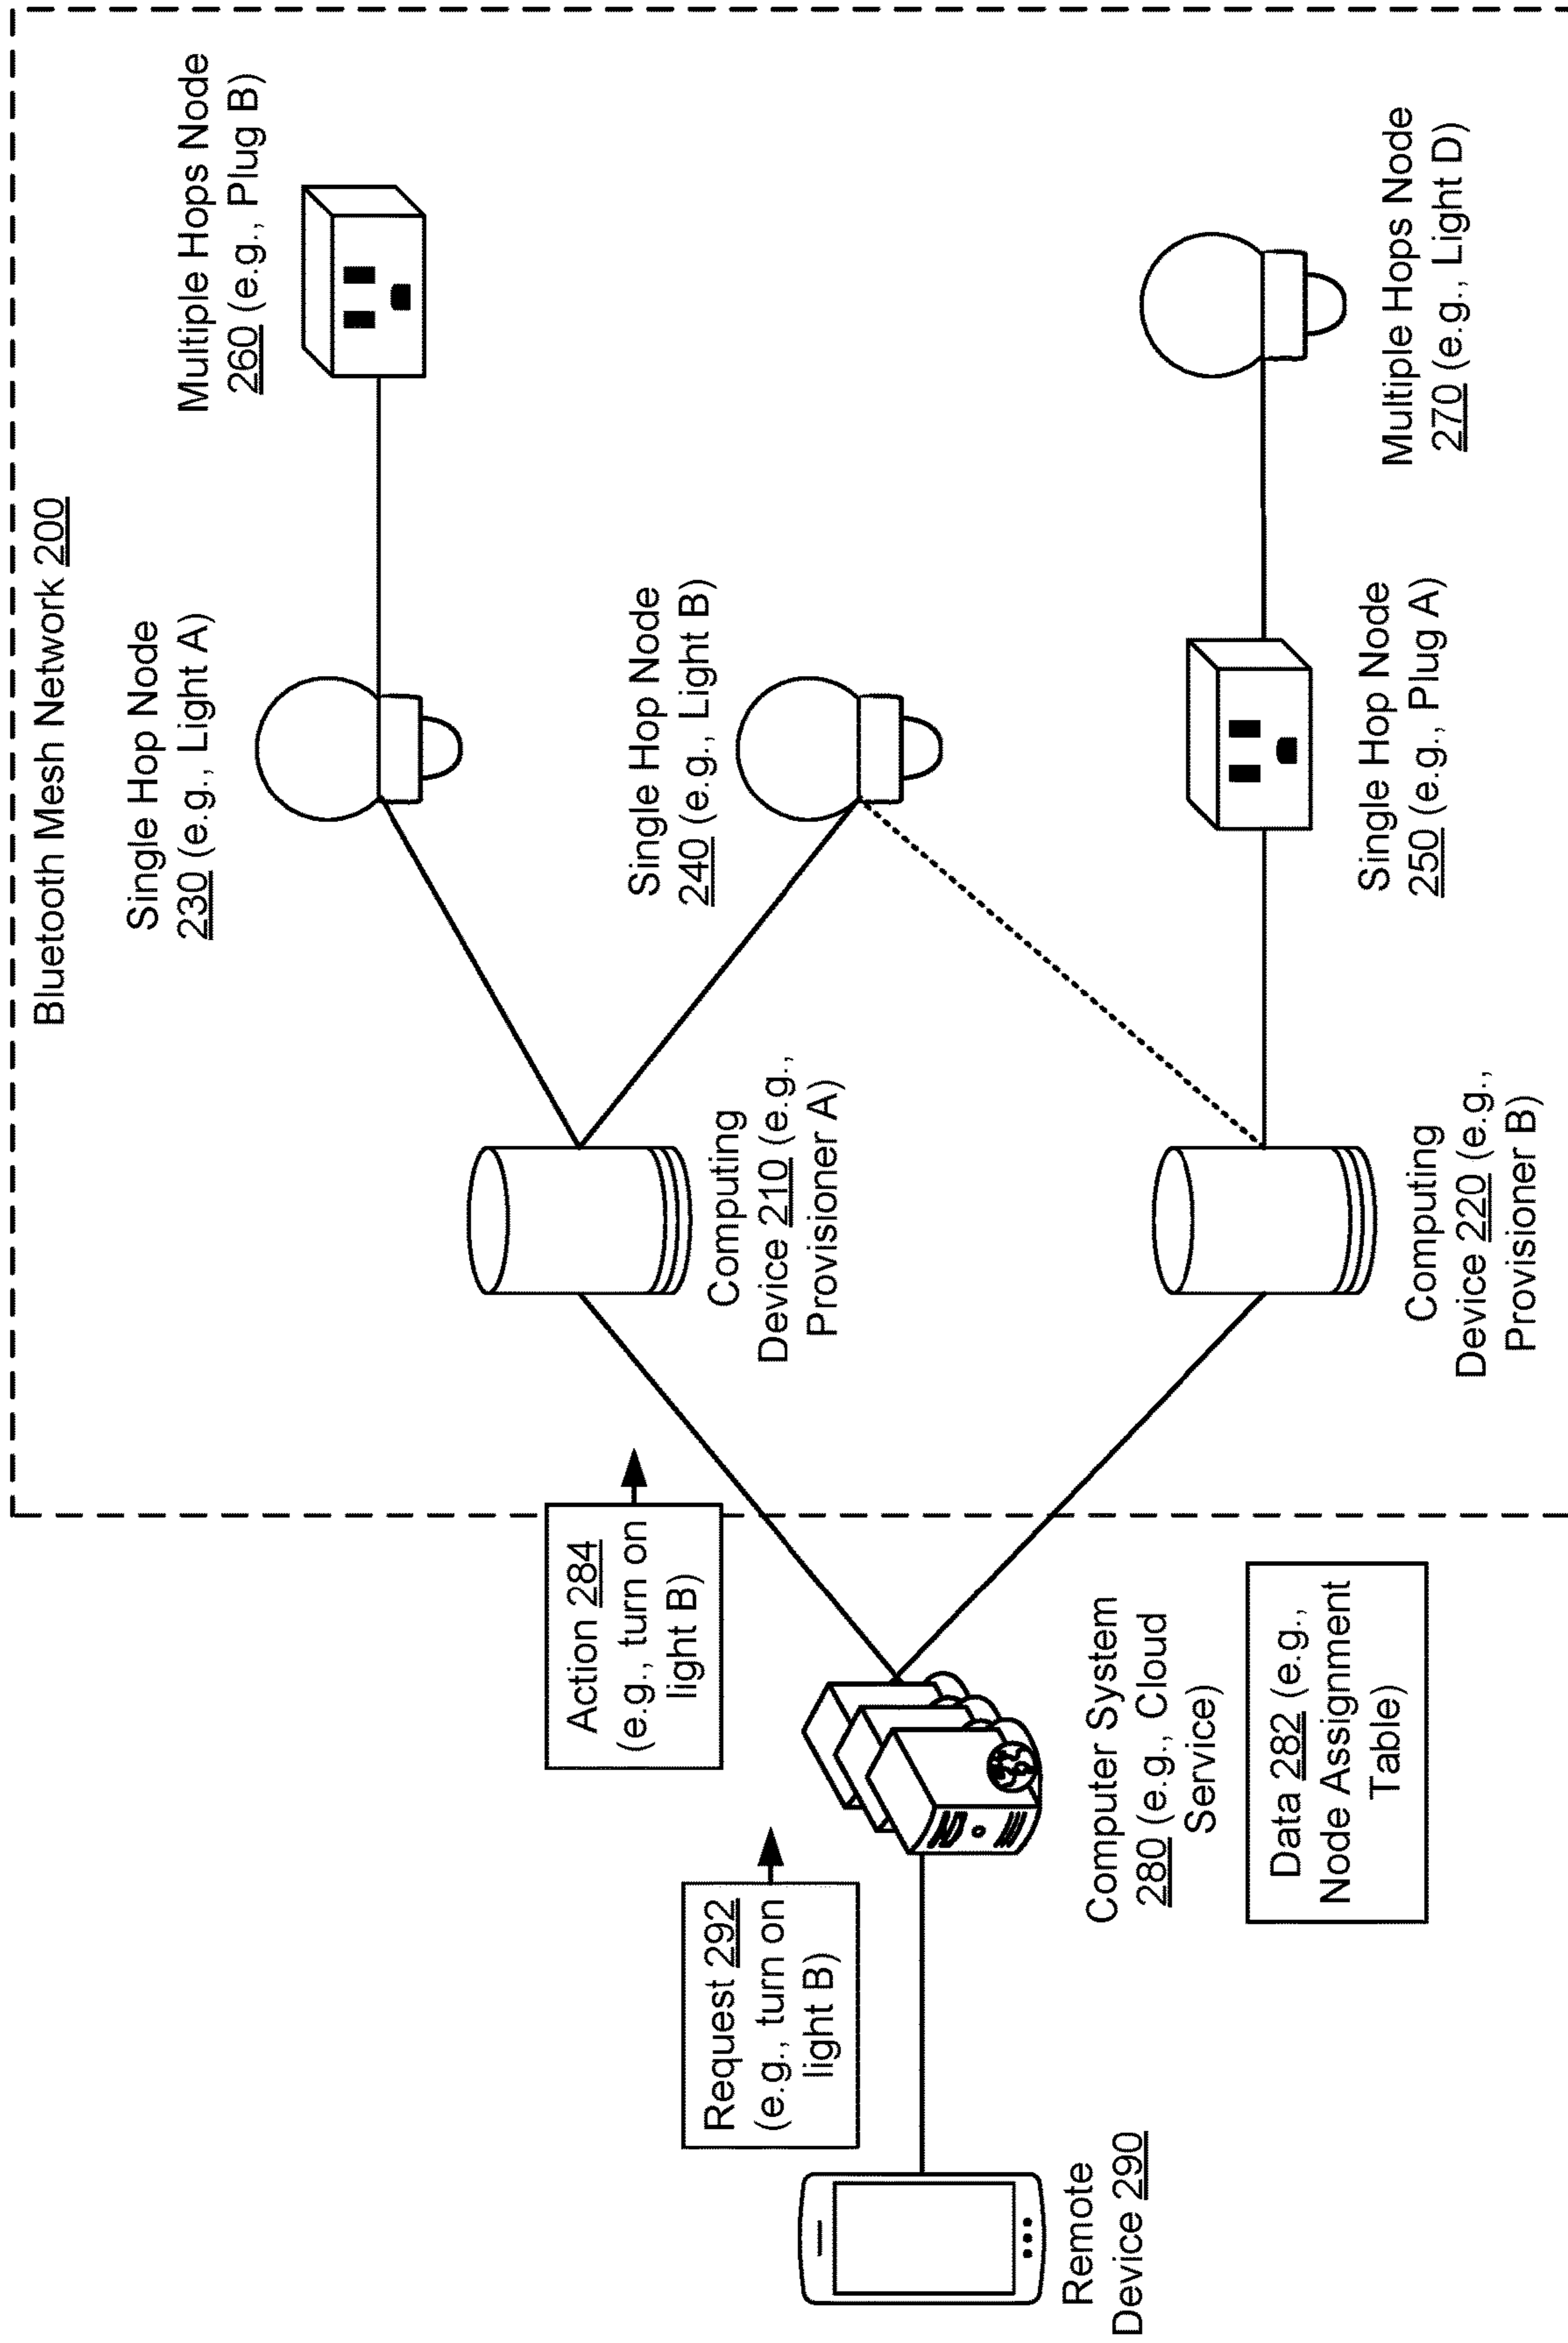 Bluetooth Mesh Network 200
Single Hop Node
230 (e.g., Light A)
Multiple Hops Node
260 (e.g., Plug B)
Action 284
(e.g., turn on
light B)
Single Hop Node
240 (e.g., Light B)
Request 292
(e.g., turn on
light B)
Computing
Device 210 (e.g.,
Provisioner A)
Remote
Device 290
Computer System
280 (e.g., Cloud
Service)
Data 282 (e.g.,
Node Assignment
Table)
Single Hop Node
250 (e.g., Plug A)
Multiple Hops Node
270 (e.g., Light D)
Computing
Device 220 (e.g.,
Provisioner B)